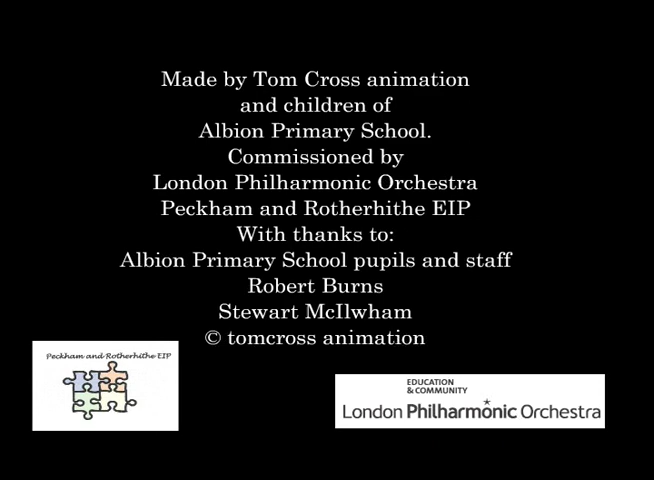 Made by Tom Cross animation
and children of
Albion Primary School.
Commissioned by
London Philharmonic Orchestra
Peckham and Rotherhithe EIP
With thanks to:
Albion Primary School pupils and staff
Robert Burns
Stewart McIlwham
© tomcross animation
Peckham and Rotherhithe EIP
EDUCATION
& COMMUNITY
London Philharmonic Orchestra